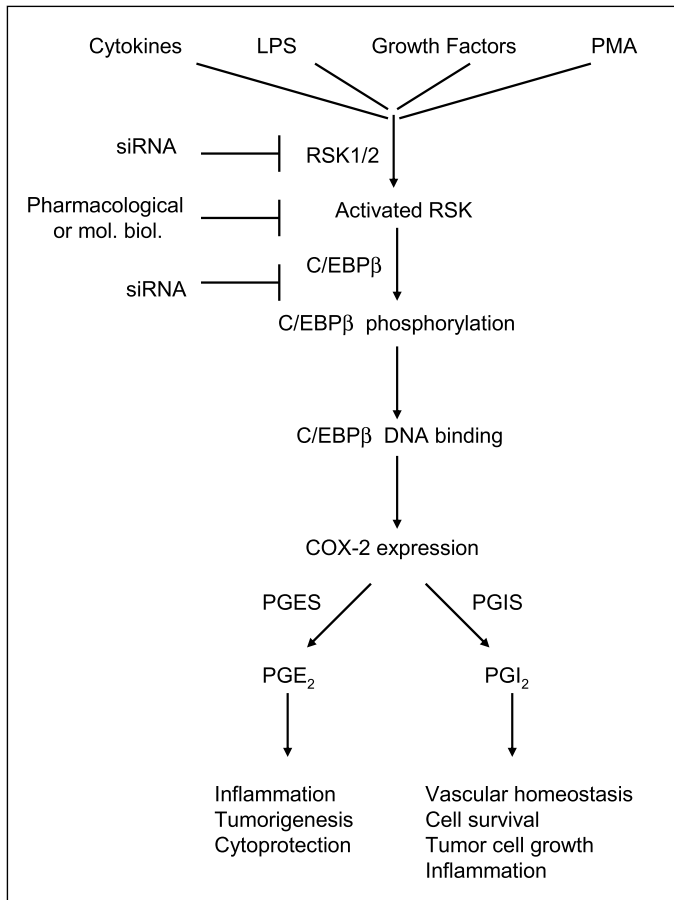 Cytokines LPS Growth Factors PMA
siRNA
RSK1/2
Pharmacological
or mol. biol.
Activated RSK
C/EBPβ
siRNA
C/EBPβ phosphorylation
C/EBPβ DNA binding
COX-2 expression
PGES PGIS
PGE₂ PGI₂
Inflammation
Tumorigenesis
Cytoprotection
Vascular homeostasis
Cell survival
Tumor cell growth
Inflammation